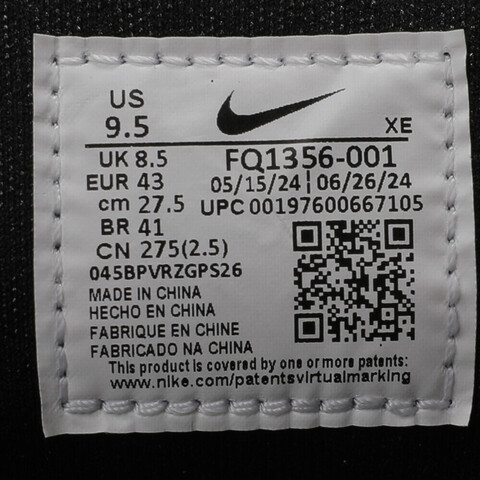 US
9.5
XE
UK 8.5
FQ1356-001
EUR 43
05/15/24 | 06/26/24
cm 27.5
UPC 00197600667105
BR 41
CN 275(2.5)
045BPVRZGPS26
MADE IN CHINA
HECHO EN CHINA
FABRIQUE EN CHINE
FABRICADO NA CHINA
This product is covered by one or more patents:
www.nike.com/patentsvirtualmarking